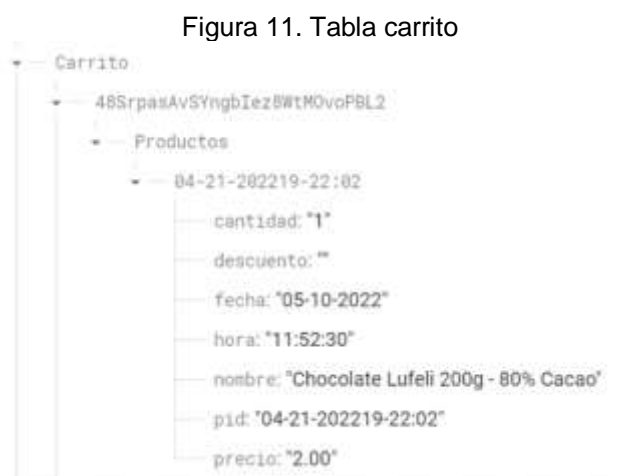 Figura 11. Tabla carrito
Carrito
48SrpasAvSYngbIez8WtMOvoPBL2
Productos
04-21-202219-22:02
cantidad: "1"
descuento: ""
fecha: "05-10-2022"
hora: "11:52:30"
nombre: "Chocolate Lufeli 200g - 80% Cacao"
pid: "04-21-202219-22:02"
precio: "2.00"